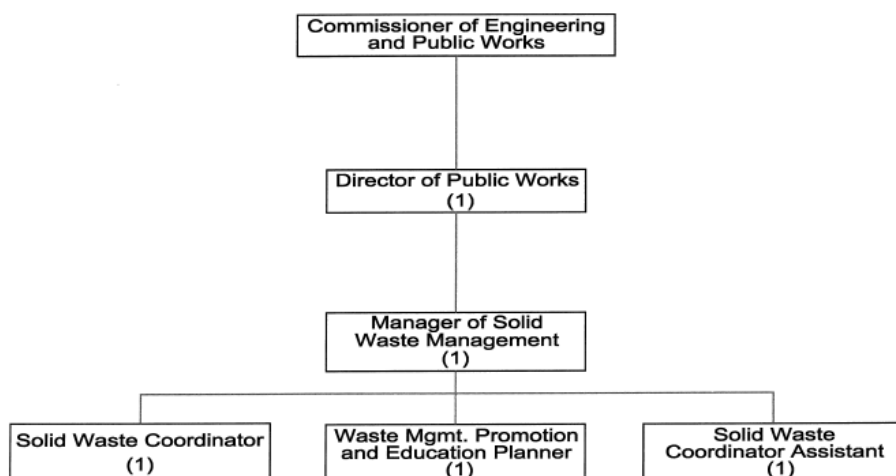 Commissioner of Engineering
and Public Works
Director of Public Works
(1)
Manager of Solid
Waste Management
(1)
Solid Waste Coordinator
(1)
Waste Mgmt. Promotion
and Education Planner
(1)
Solid Waste
Coordinator Assistant
(1)